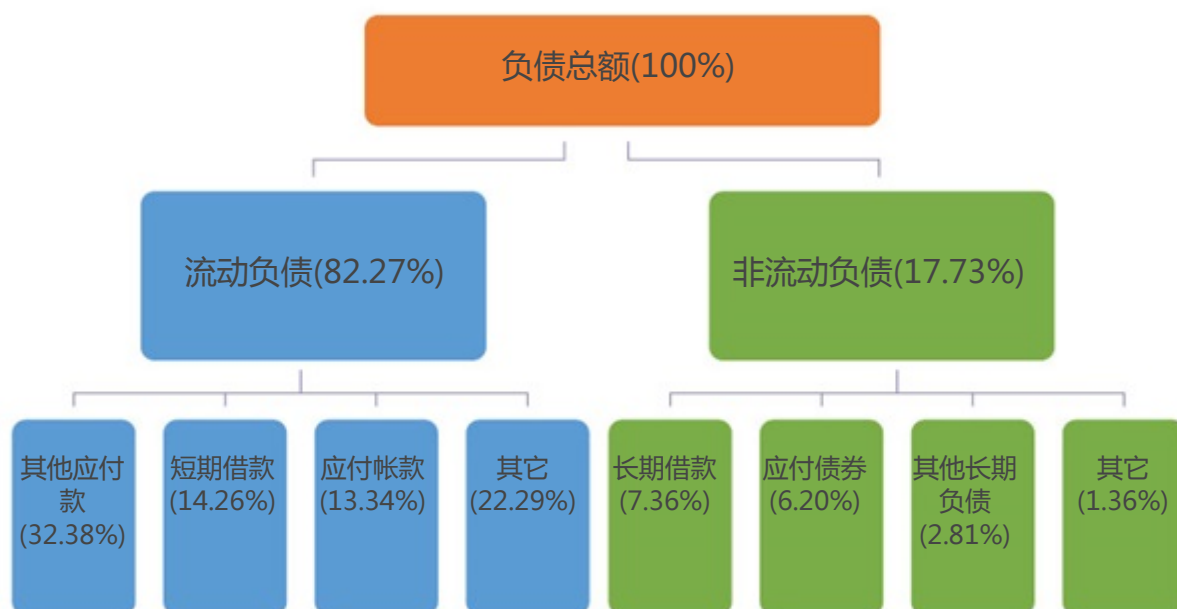 负债总额(100%)
流动负债(82.27%)
非流动负债(17.73%)
其他应付
款
(32.38%)
短期借款
(14.26%)
应付帐款
(13.34%)
其它
(22.29%)
长期借款
(7.36%)
应付债券
(6.20%)
其他长期
负债
(2.81%)
其它
(1.36%)